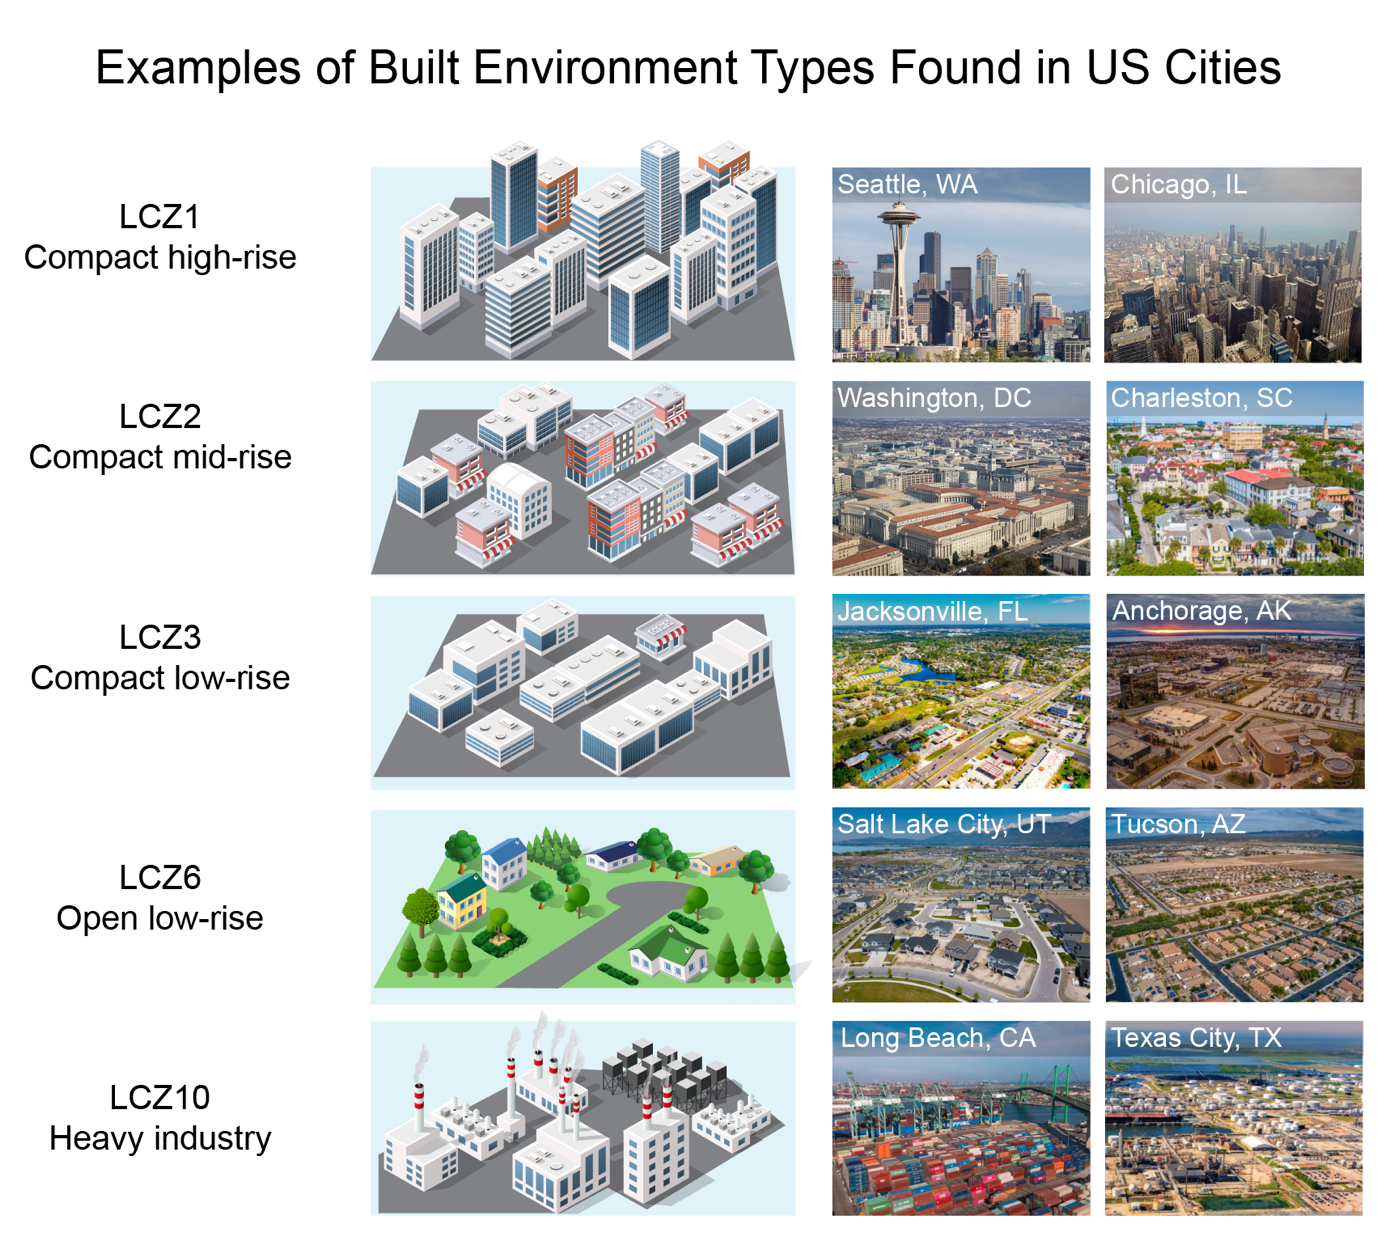 Examples of Built Environment Types Found in US Cities
LCZ1
Compact high-rise
Seattle, WA
Chicago, IL
LCZ2
Compact mid-rise
Washington, DC
Charleston, SC
LCZ3
Compact low-rise
Jacksonville, FL
Anchorage, AK
LCZ6
Open low-rise
Salt Lake City, UT
Tucson, AZ
LCZ10
Heavy industry
Long Beach, CA
Texas City, TX